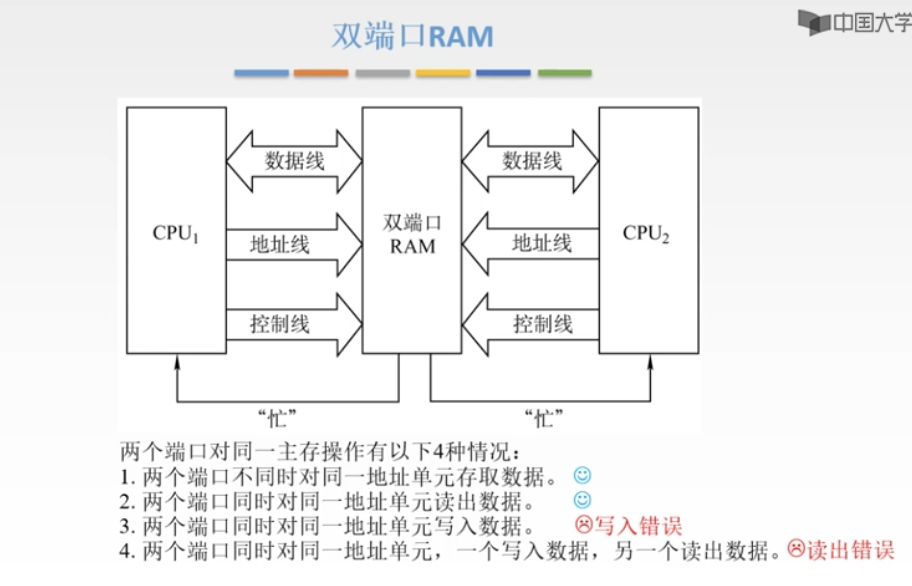 双端口RAM
中国大学
数据线
数据线
CPU₁
双端口
RAM
CPU₂
地址线
地址线
控制线
控制线
“忙”
“忙”
两个端口对同一主存操作有以下4种情况：
1. 两个端口不同时对同一地址单元存取数据。
2. 两个端口同时对同一地址单元读出数据。
3. 两个端口同时对同一地址单元写入数据。 写入错误
4. 两个端口同时对同一地址单元，一个写入数据，另一个读出数据。 读出错误